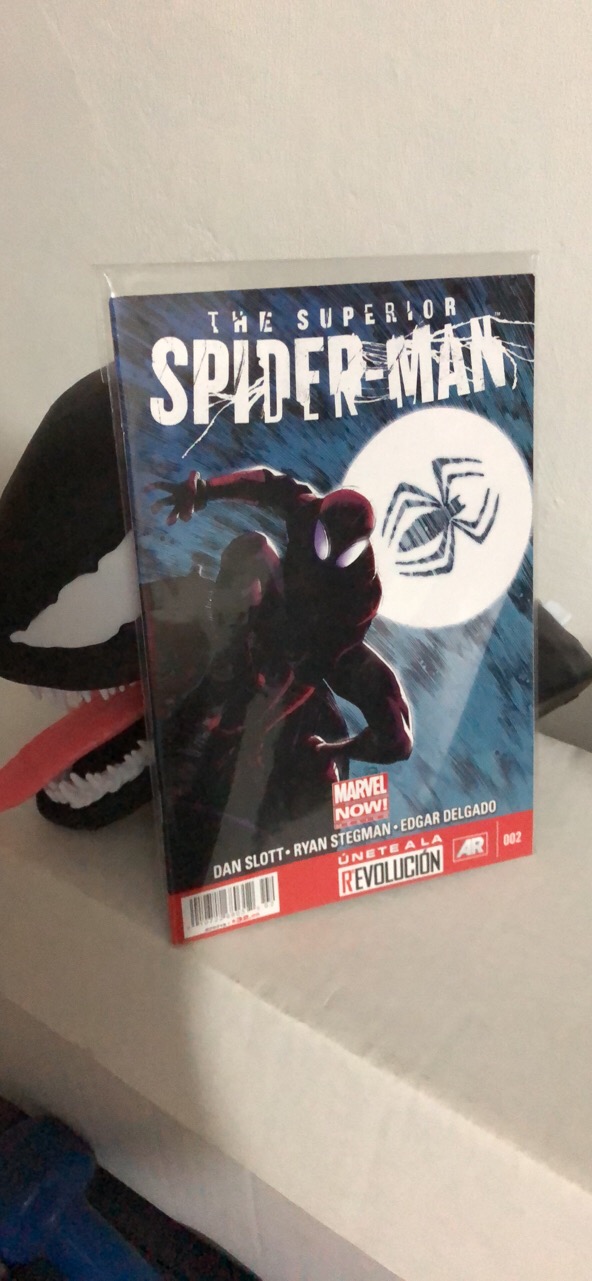 THE SUPERIOR
SPIDER-MAN
MARVEL
NOW!
DAN SLOTT • RYAN STEGMAN • EDGAR DELGADO
ÚNETE A LA
REVOLUCIÓN
AR
002